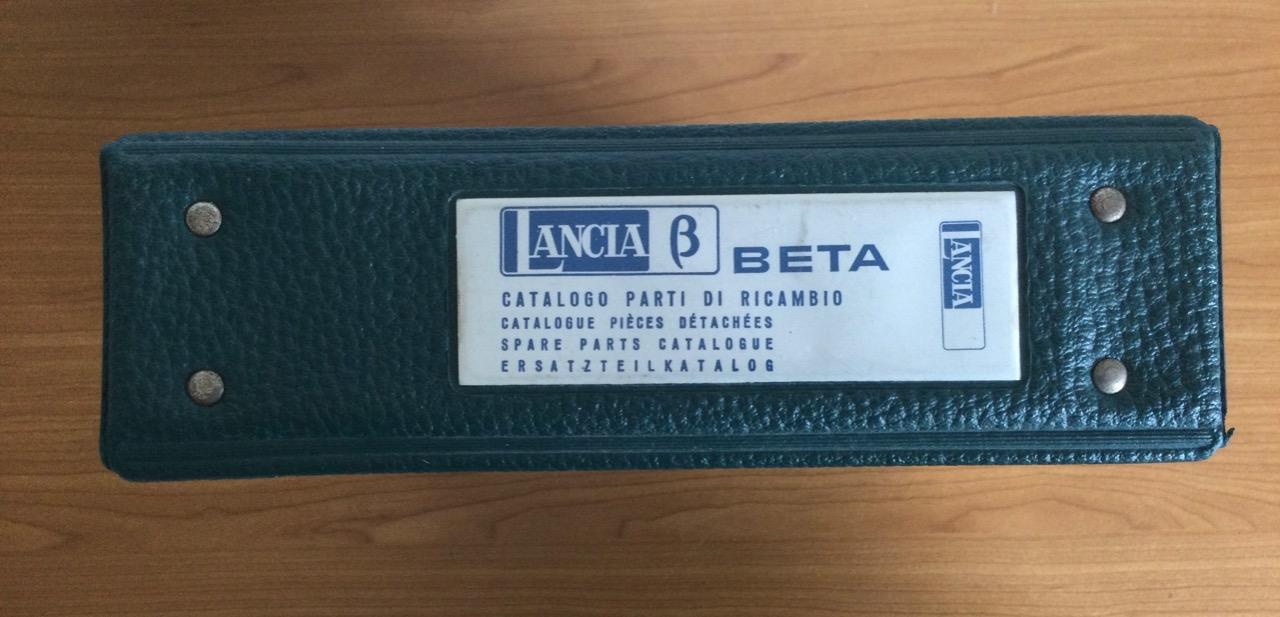 LANCIA β BETA
CATALOGO PARTI DI RICAMBIO
CATALOGUE PIÈCES DÉTACHÉES
SPARE PARTS CATALOGUE
ERSATZTEILKATALOG
LANCIA